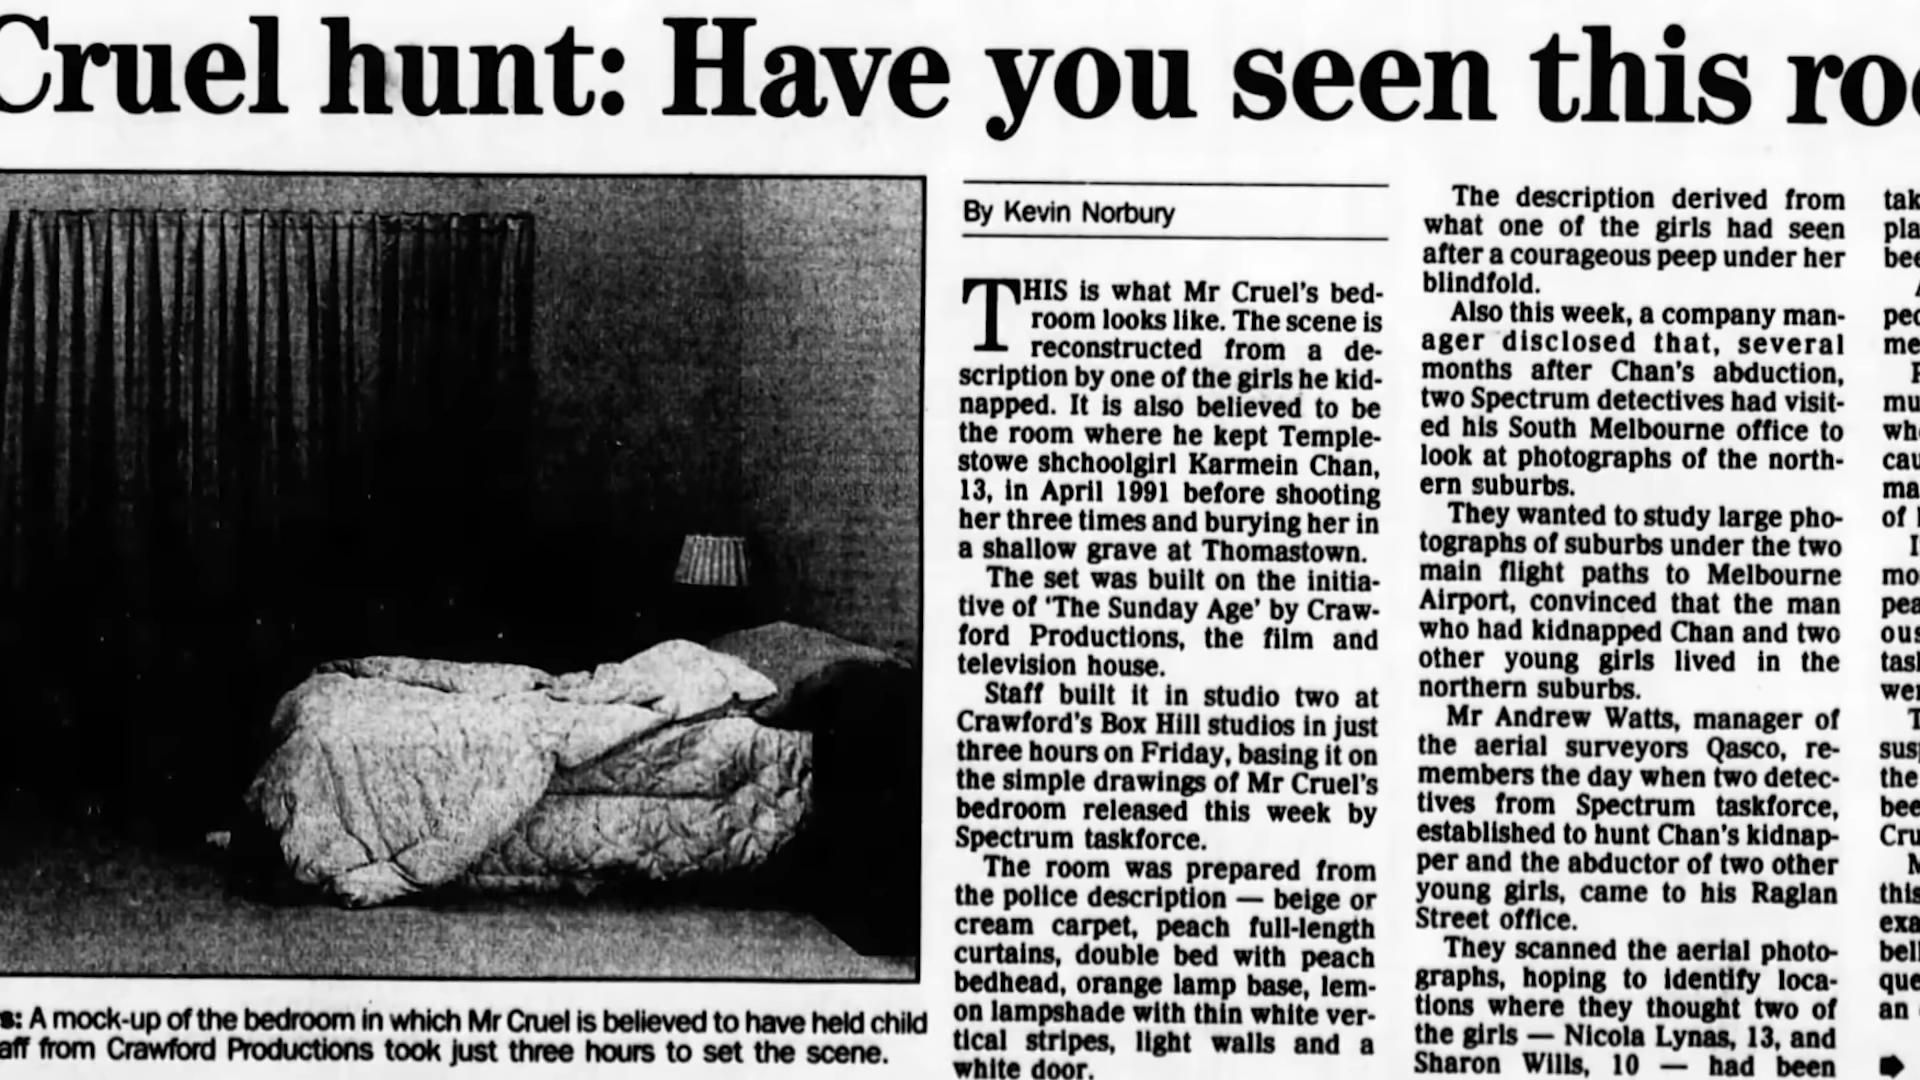 Cruel hunt: Have you seen this
By Kevin Norbury
THIS is what Mr Cruel's bed-
room looks like. The scene is
reconstructed from a de-
scription by one of the girls he kid-
napped. It is also believed to be
the room where he kept Temple-
stowe shchoolgirl Karmein Chan,
13, in April 1991 before shooting
her three times and burying her in
a shallow grave at Thomastown.
The set was built on the initia-
tive of 'The Sunday Age' by Craw-
ford Productions, the film and
television house.
Staff built it in studio two at
Crawford's Box Hill studios in just
three hours on Friday, basing it on
the simple drawings of Mr Cruel's
bedroom released this week by
Spectrum taskforce.
The room was prepared from
the police description — beige or
cream carpet, peach full-length
curtains, double bed with peach
bedhead, orange lamp base, lem-
on lampshade with thin white ver-
tical stripes, light walls and a
white door.
The description derived from
what one of the girls had seen
after a courageous peep under her
blindfold.
Also this week, a company man-
ager disclosed that, several
months after Chan's abduction,
two Spectrum detectives had visit-
ed his South Melbourne office to
look at photographs of the north-
ern suburbs.
They wanted to study large pho-
tographs of suburbs under the two
main flight paths to Melbourne
Airport, convinced that the man
who had kidnapped Chan and two
other young girls lived in the
northern suburbs.
Mr Andrew Watts, manager of
the aerial surveyors Qasco, re-
members the day when two detec-
tives from Spectrum taskforce,
established to hunt Chan's kidnap-
per and the abductor of two other
young girls, came to his Raglan
Street office.
They scanned the aerial photo-
graphs, hoping to identify loca-
tions where they thought two of
the girls — Nicola Lynas, 13, and
Sharon Wills, 10 — had been
A mock-up of the bedroom in which Mr Cruel is believed to have held child
from Crawford Productions took just three hours to set the scene.